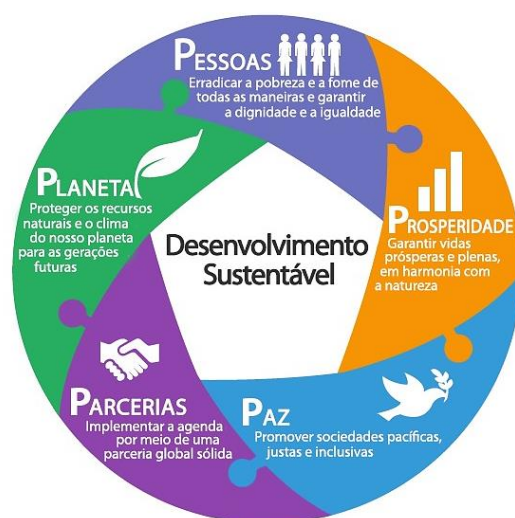 PESSOAS
Erradicar a pobreza e a fome de
todas as maneiras e garantir
a dignidade e a igualdade
PROSPERIDADE
Garantir vidas
prósperas e plenas,
em harmonia com
a natureza
PAZ
Promover sociedades pacíficas,
justas e inclusivas
PARCERIAS
Implementar a agenda
por meio de uma
parceria global sólida
PLANETA
Proteger os recursos
naturais e o clima
do nosso planeta
para as gerações
futuras
Desenvolvimento
Sustentável